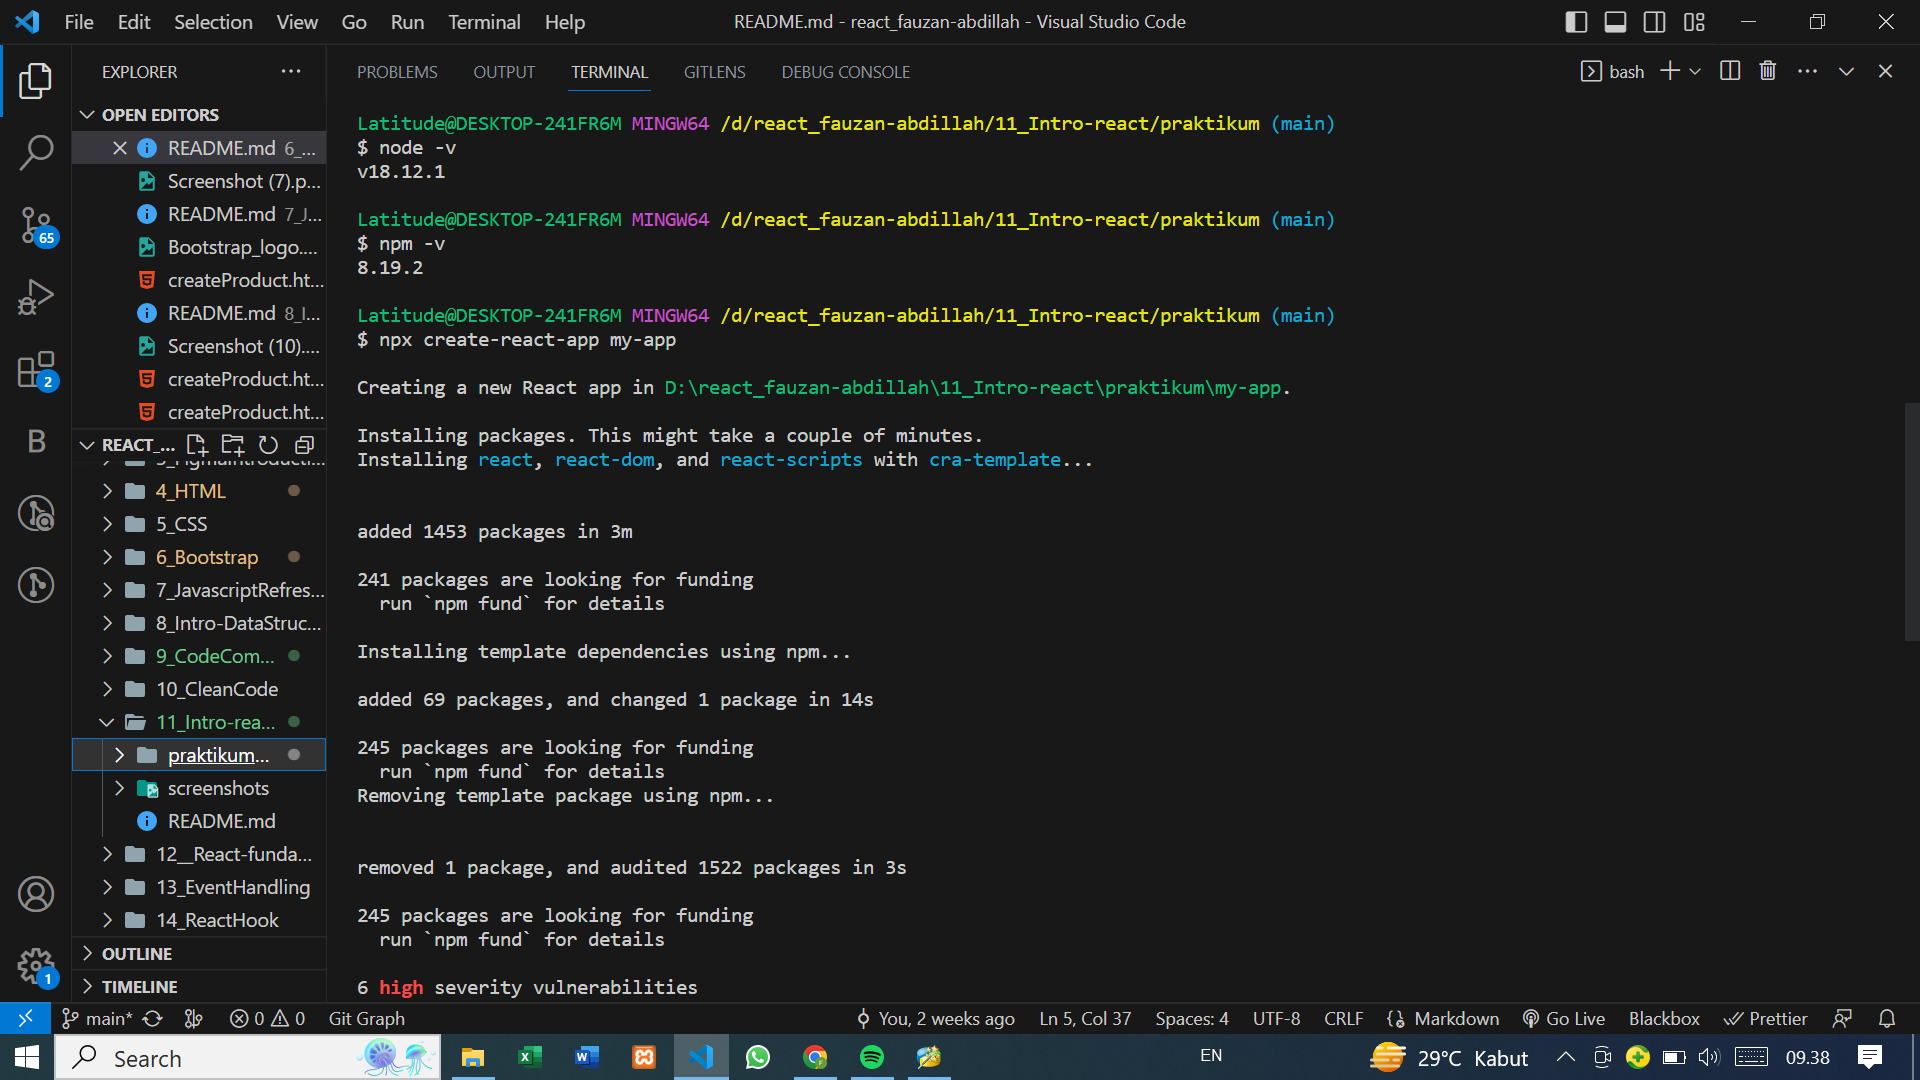 File Edit Selection View Go Run Terminal Help
README.md - react_fauzan-abdillah - Visual Studio Code
EXPLORER
OPEN EDITORS
README.md 6_...
Screenshot (7).p...
README.md 7_J...
Bootstrap_logo....
createProduct.ht...
README.md 8_I...
Screenshot (10)....
createProduct.ht...
createProduct.ht...
REACT_...
4_HTML
5_CSS
6_Bootstrap
7_JavascriptRefres...
8_Intro-DataStruc...
9_CodeCom...
10_CleanCode
11_Intro-rea...
praktikum...
screenshots
README.md
12__React-funda...
13_EventHandling
14_ReactHook
OUTLINE
TIMELINE
65
2
B
1
PROBLEMS OUTPUT TERMINAL GITLENS DEBUG CONSOLE
bash
Latitude@DESKTOP-241FR6M MINGW64 /d/react_fauzan-abdillah/11_Intro-react/praktikum (main)
$ node -v
v18.12.1
Latitude@DESKTOP-241FR6M MINGW64 /d/react_fauzan-abdillah/11_Intro-react/praktikum (main)
$ npm -v
8.19.2
Latitude@DESKTOP-241FR6M MINGW64 /d/react_fauzan-abdillah/11_Intro-react/praktikum (main)
$ npx create-react-app my-app
Creating a new React app in D:\react_fauzan-abdillah\11_Intro-react\praktikum\my-app.
Installing packages. This might take a couple of minutes.
Installing react, react-dom, and react-scripts with cra-template...
added 1453 packages in 3m
241 packages are looking for funding
run `npm fund` for details
Installing template dependencies using npm...
added 69 packages, and changed 1 package in 14s
245 packages are looking for funding
run `npm fund` for details
Removing template package using npm...
removed 1 package, and audited 1522 packages in 3s
245 packages are looking for funding
run `npm fund` for details
6 high severity vulnerabilities
main* 0 0 Git Graph You, 2 weeks ago Ln 5, Col 37 Spaces: 4 UTF-8 CRLF Markdown Go Live Blackbox Prettier
Search EN 29°C Kabut 09.38